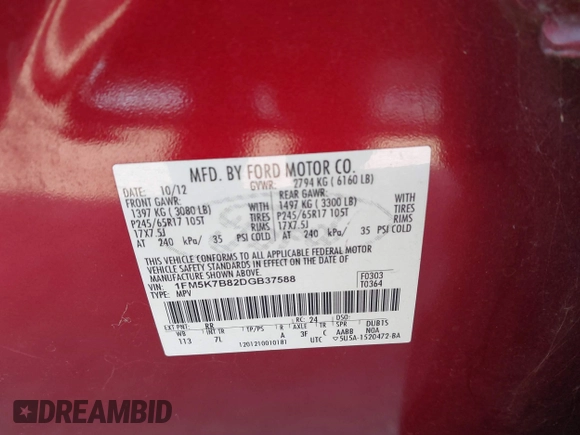 MFD. BY FORD MOTOR CO.
DATE: 10/12 GVWR: 2794 KG ( 6160 LB)
FRONT GAWR: REAR GAWR:
1397 KG ( 3080 LB) WITH 1497 KG ( 3300 LB) WITH
P245/65R17 105T TIRES P245/65R17 105T TIRES
17X7.5J RIMS 17X7.5J RIMS
AT 240 kPa/ 35 PSI COLD AT 240 kPa/ 35 PSI COLD
THIS VEHICLE CONFORMS TO ALL APPLICABLE FEDERAL MOTOR
VEHICLE SAFETY STANDARDS IN EFFECT ON THE DATE OF
MANUFACTURE SHOWN ABOVE.
VIN: 1FM5K7B82DGB37588 F0303
TYPE: MPV T0364
EXT PNT: RR RC: 24 DSO:
WB INT TR TP/PS R AXLE TR SPR DUB1S
113 7L A 3F C AABB N0A
1201210010181 UTC ▽5U5A-1520472-BA
DREAMBID